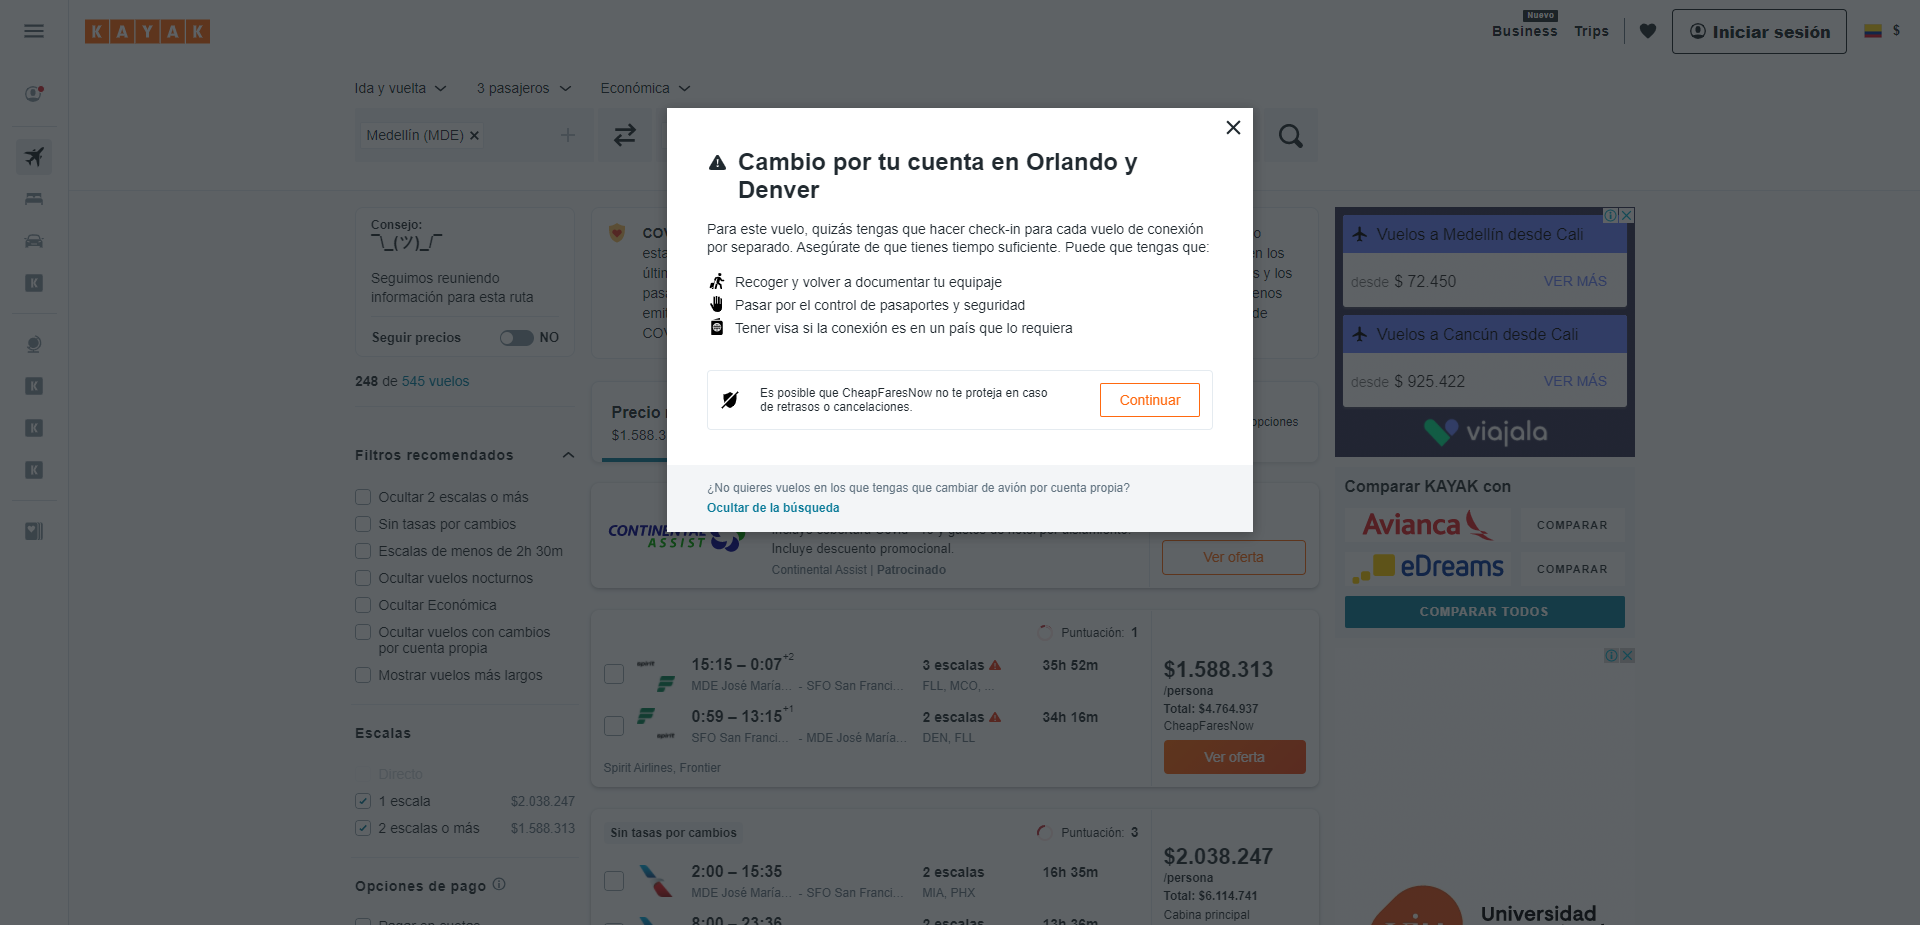 KAYAK
Nuevo
Business
Trips
Iniciar sesión
$
Ida y vuelta
3 pasajeros
Económica
Medellín (MDE)
Cambio por tu cuenta en Orlando y
Denver
Para este vuelo, quizás tengas que hacer check-in para cada vuelo de conexión
por separado. Asegúrate de que tienes tiempo suficiente. Puede que tengas que:
Recoger y volver a documentar tu equipaje
Pasar por el control de pasaportes y seguridad
Tener visa si la conexión es en un país que lo requiera
Es posible que CheapFaresNow no te proteja en caso
de retrasos o cancelaciones.
Continuar
¿No quieres vuelos en los que tengas que cambiar de avión por cuenta propia?
Ocultar de la búsqueda
Consejo:
¯\_(ツ)_/¯
Seguimos reuniendo
información para esta ruta
Seguir precios
NO
248 de 545 vuelos
Filtros recomendados
Ocultar 2 escalas o más
Sin tasas por cambios
Escalas de menos de 2h 30m
Ocultar vuelos nocturnos
Ocultar Económica
Ocultar vuelos con cambios
por cuenta propia
Mostrar vuelos más largos
Escalas
Directo
1 escala $2.038.247
2 escalas o más $1.588.313
Opciones de pago
Pagar en cuotas
Precio
$1.588.3
opciones
CONTINENTAL
ASSIST
Incluye descuento promocional.
Continental Assist | Patrocinado
Ver oferta
Puntuación: 1
spirit
15:15 – 0:07 +2
3 escalas
35h 52m
MDE José María... - SFO San Franci...
FLL, MCO, ...
0:59 – 13:15 +1
2 escalas
34h 16m
SFO San Franci... - MDE José María...
DEN, FLL
spirit
Spirit Airlines, Frontier
$1.588.313
/persona
Total: $4.764.937
CheapFaresNow
Ver oferta
Sin tasas por cambios
Puntuación: 3
2:00 – 15:35
2 escalas
16h 35m
MDE José María... - SFO San Franci...
MIA, PHX
8:00 – 23:36
2 escalas
13h 36m
$2.038.247
/persona
Total: $6.114.741
Cabina principal
Vuelos a Medellín desde Cali
desde $ 72.450
VER MÁS
Vuelos a Cancún desde Cali
desde $ 925.422
VER MÁS
viajala
Comparar KAYAK con
Avianca
COMPARAR
eDreams
COMPARAR
COMPARAR TODOS
Universidad